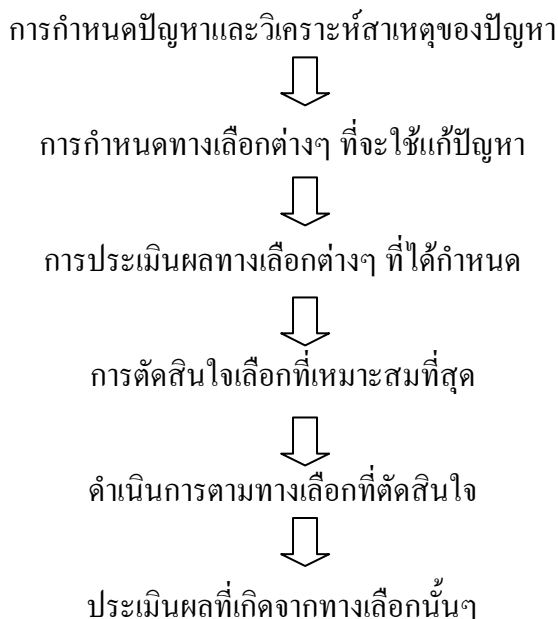 การกำหนดปัญหาและวิเคราะห์สาเหตุของปัญหา
การกำหนดทางเลือกต่างๆ ที่จะใช้แก้ปัญหา
การประเมินผลทางเลือกต่างๆ ที่ได้กำหนด
การตัดสินใจเลือกที่เหมาะสมที่สุด
ดำเนินการตามทางเลือกที่ตัดสินใจ
ประเมินผลที่เกิดจากทางเลือกนั้นๆ